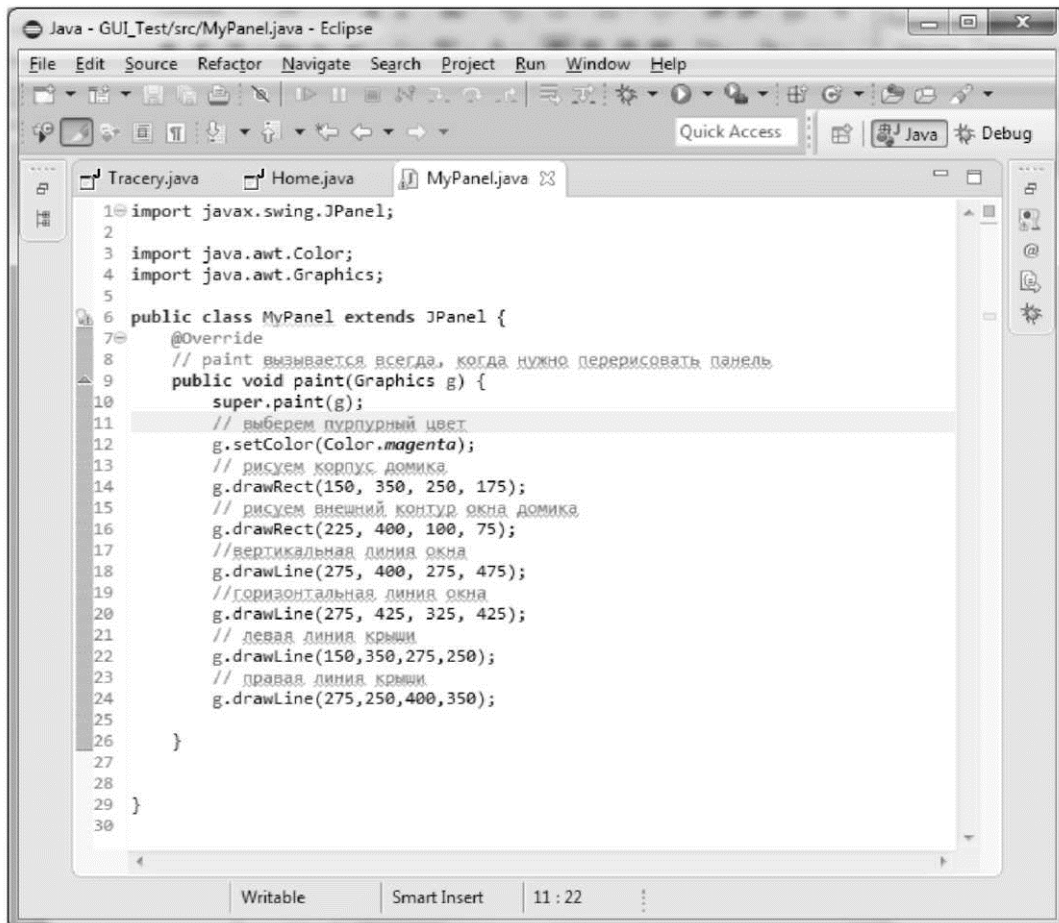 Java - GUI_Test/src/MyPanel.java - Eclipse
File Edit Source Refactor Navigate Search Project Run Window Help
Quick Access Java Debug
Tracery.java Home.java MyPanel.java
1 import javax.swing.JPanel;
2
3 import java.awt.Color;
4 import java.awt.Graphics;
5
6 public class MyPanel extends JPanel {
7 @Override
8 // paint вызывается всегда, когда нужно перерисовать панель
9 public void paint(Graphics g) {
10 super.paint(g);
11 // выберем пурпурный цвет
12 g.setColor(Color.magenta);
13 // рисуем корпус домика
14 g.drawRect(150, 350, 250, 175);
15 // рисуем внешний контур окна домика
16 g.drawRect(225, 400, 100, 75);
17 //вертикальная линия окна
18 g.drawLine(275, 400, 275, 475);
19 //горизонтальная линия окна
20 g.drawLine(275, 425, 325, 425);
21 // левая линия крыши
22 g.drawLine(150,350,275,250);
23 // правая линия крыши
24 g.drawLine(275,250,400,350);
25
26 }
27
28
29 }
30
Writable Smart Insert 11 : 22